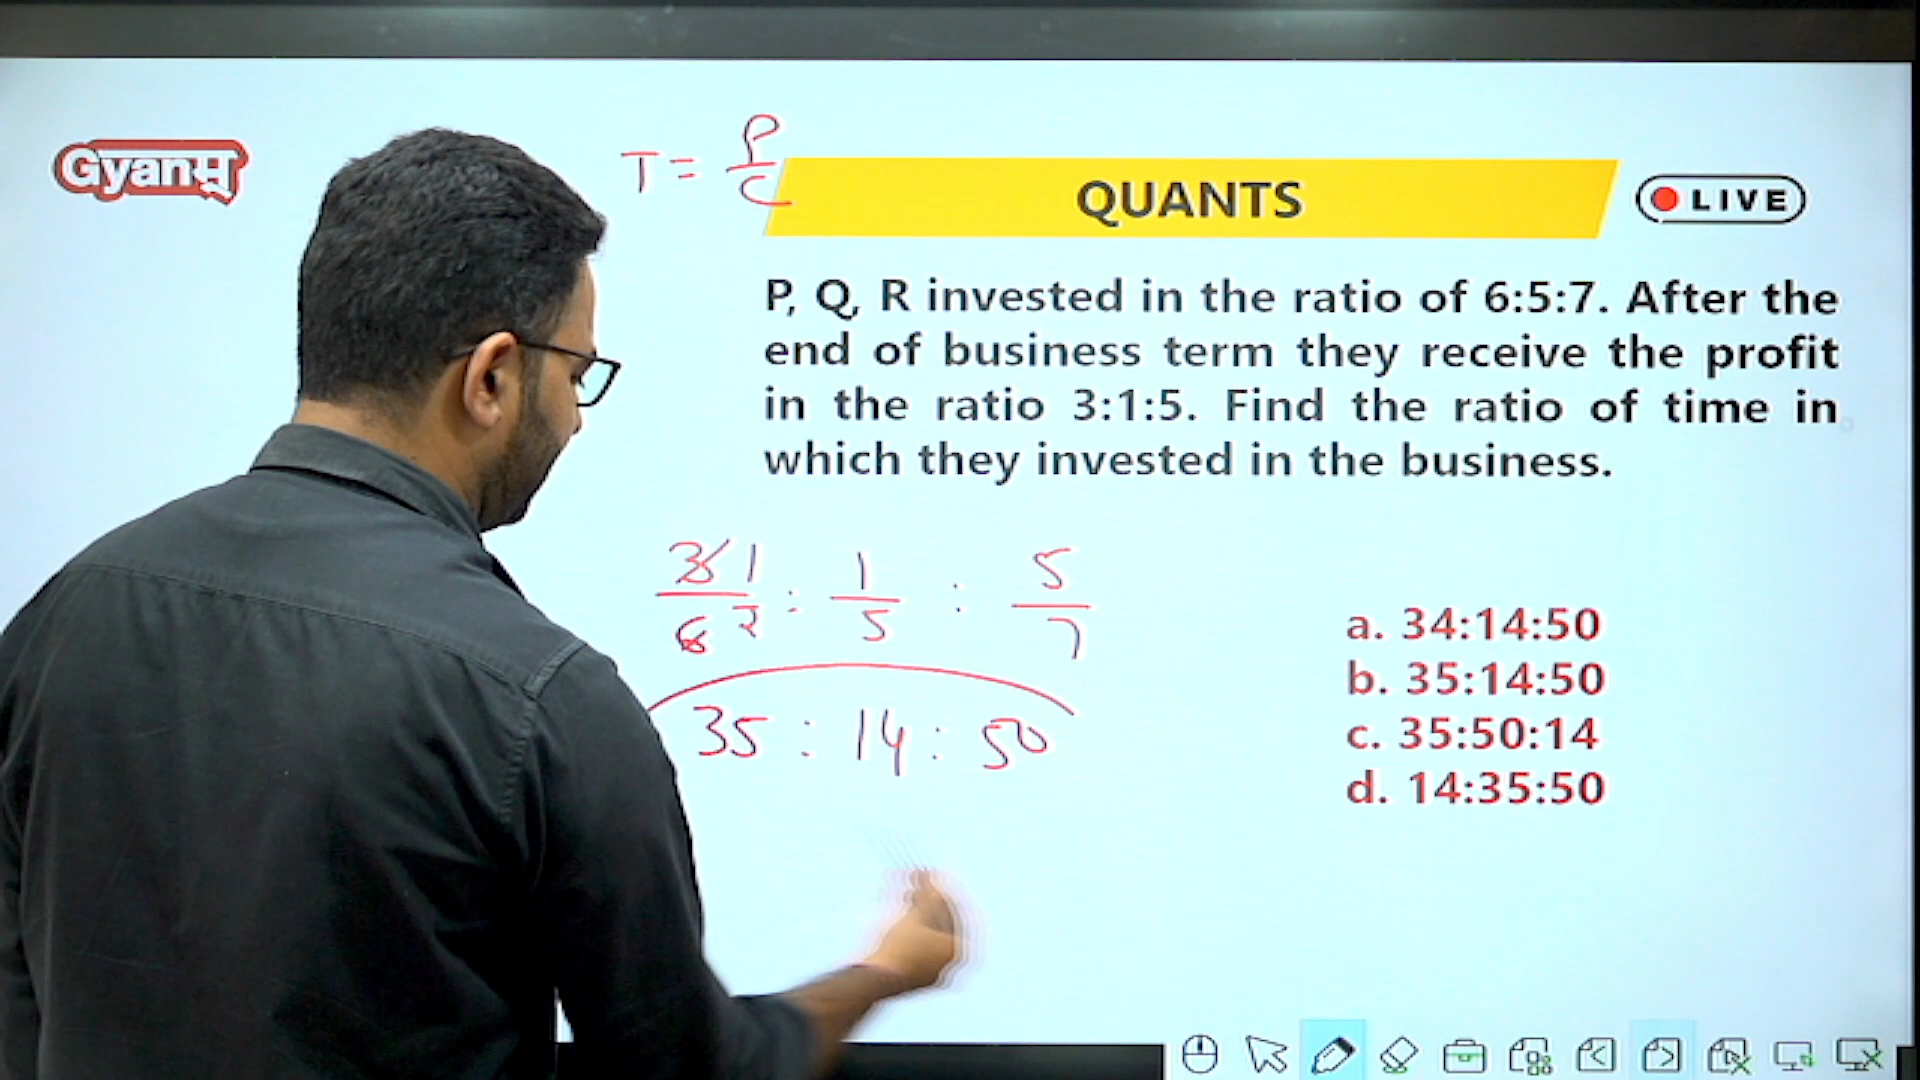 Gyanम्
T = P/C
QUANTS
LIVE
P, Q, R invested in the ratio of 6:5:7. After the
end of business term they receive the profit
in the ratio 3:1:5. Find the ratio of time in
which they invested in the business.
3 1 / 6 2 : 1/5 : 5/7
35 : 14 : 50
a. 34:14:50
b. 35:14:50
c. 35:50:14
d. 14:35:50